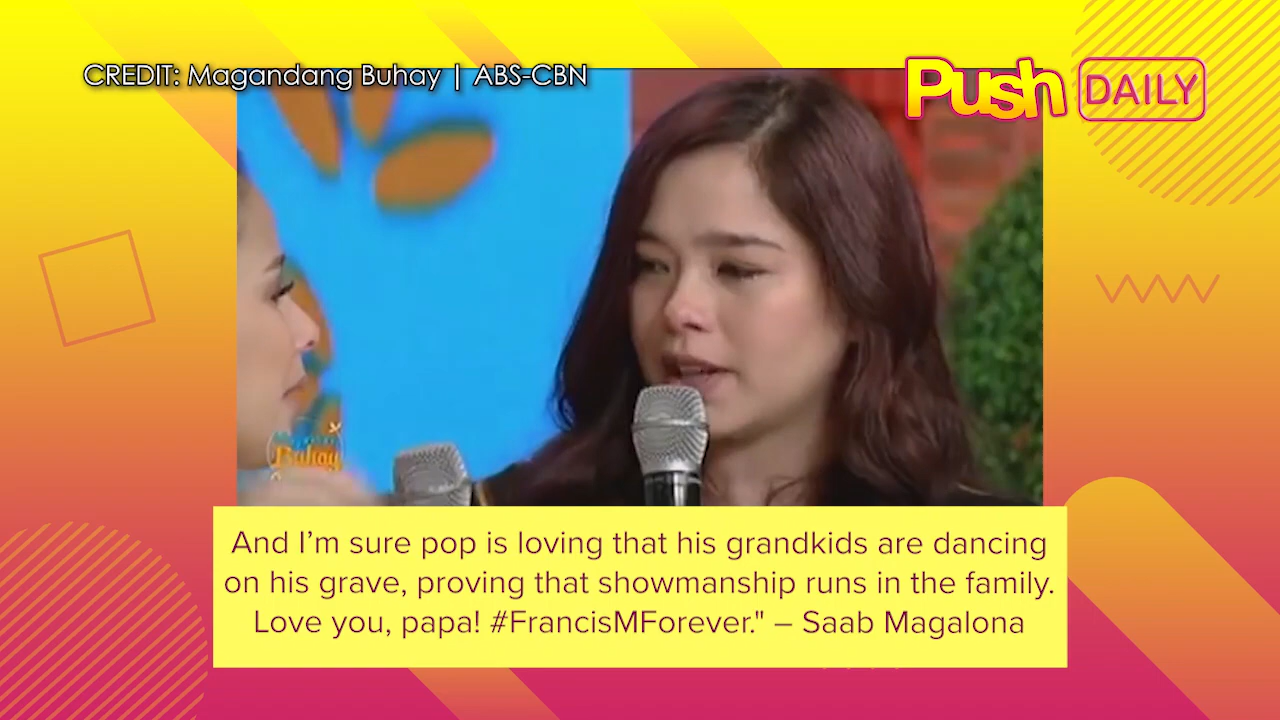 CREDIT: Magandang Buhay | ABS-CBN
Push DAILY
Buhay
And I’m sure pop is loving that his grandkids are dancing
on his grave, proving that showmanship runs in the family.
Love you, papa! #FrancisMForever." – Saab Magalona